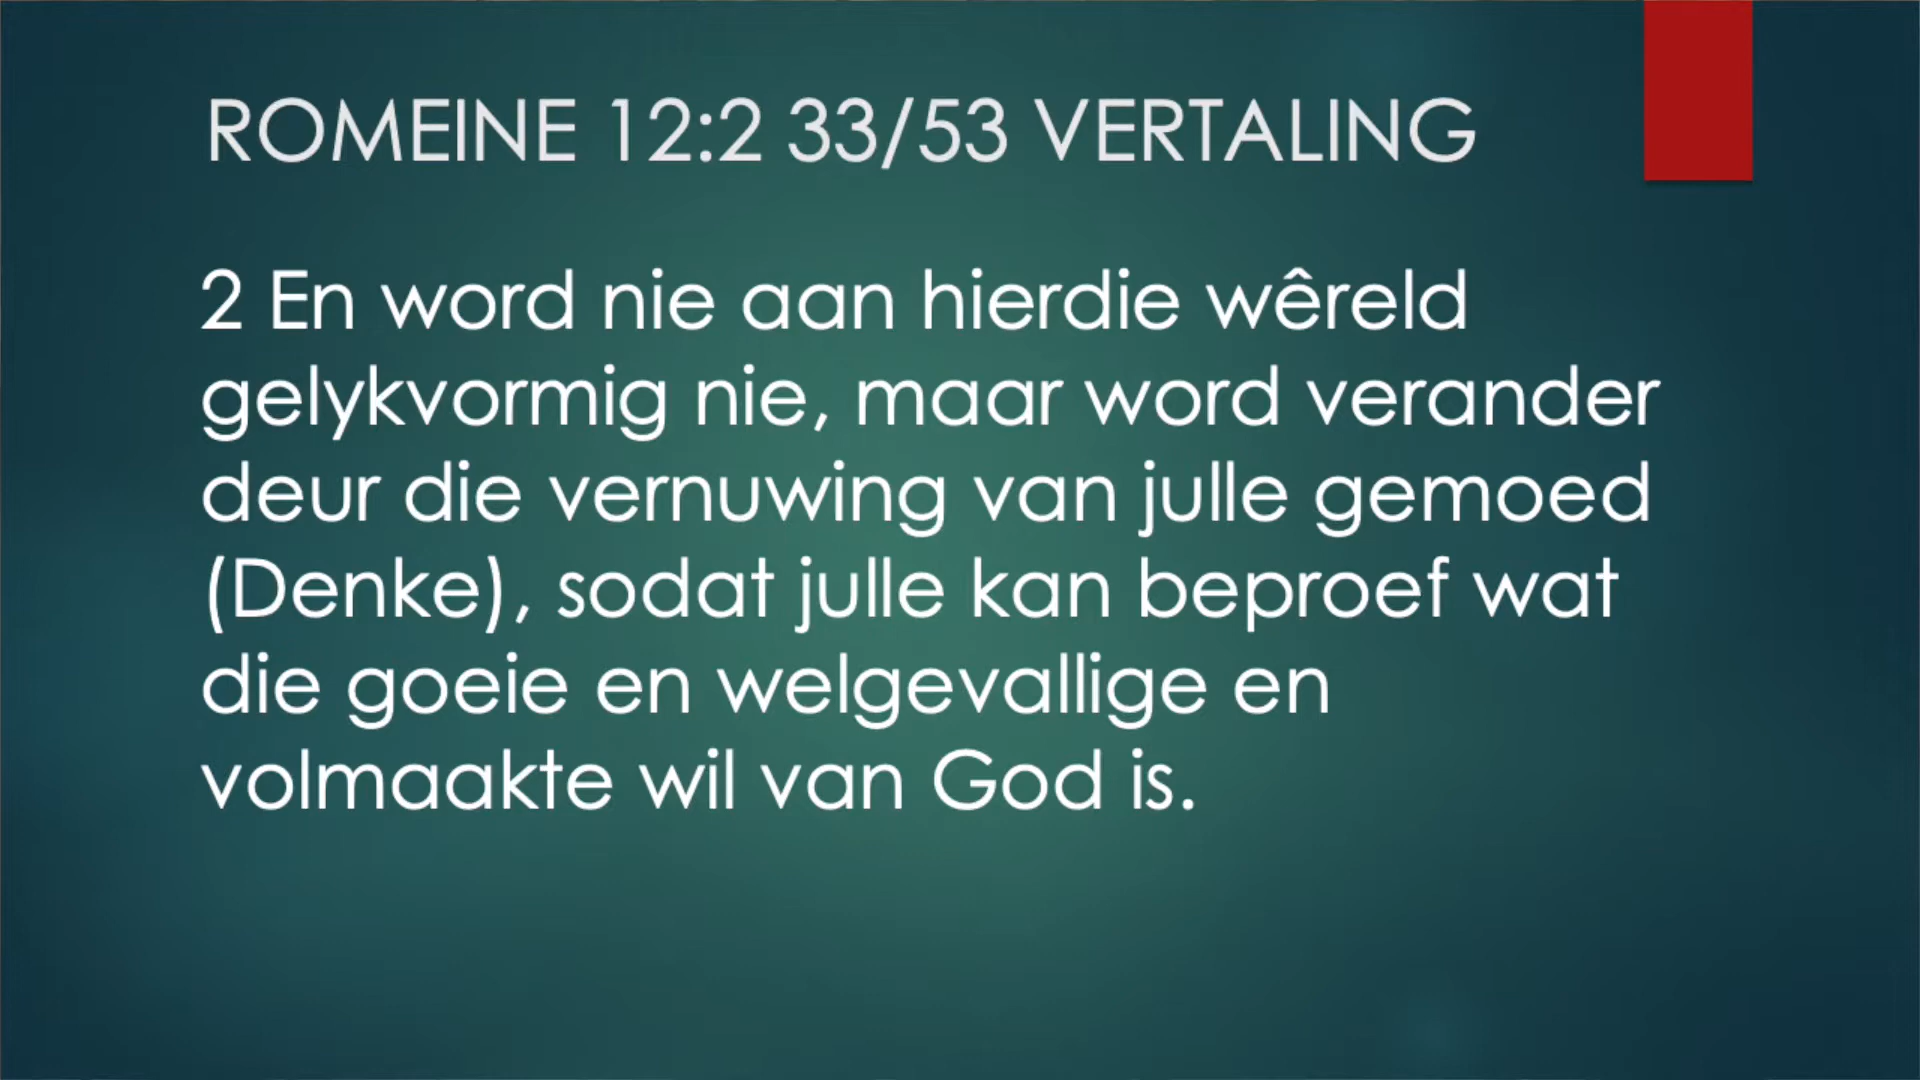 ROMEINE 12:2 33/53 VERTALING
2 En word nie aan hierdie wêreld
gelykvormig nie, maar word verander
deur die vernuwing van julle gemoed
(Denke), sodat julle kan beproef wat
die goeie en welgevallige en
volmaakte wil van God is.